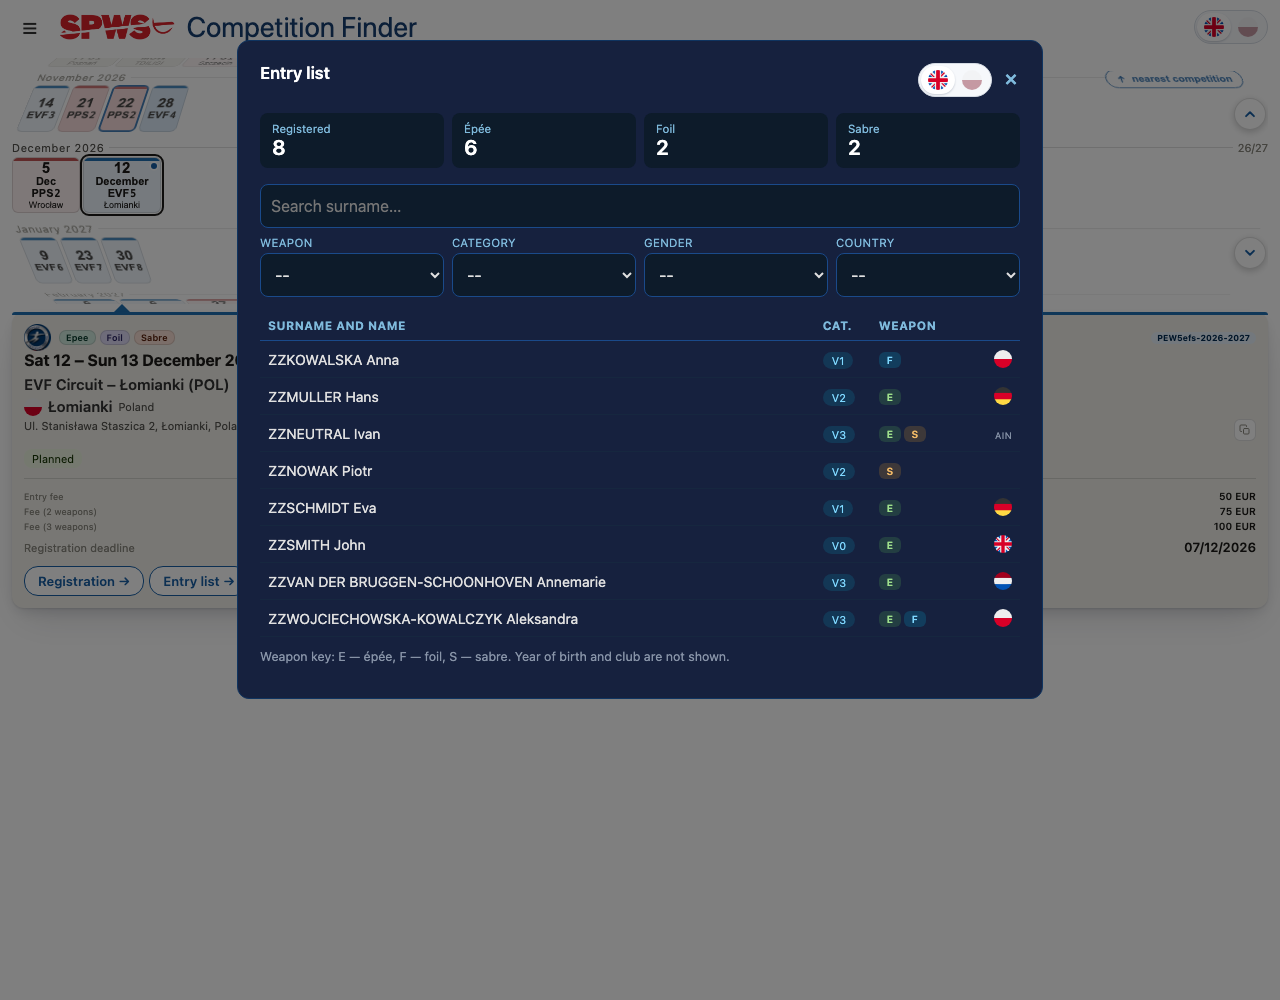 SPWS Competition Finder
November 2026
14 EVF3
21 PPS2
22 PPS2
28 EVF4
nearest competition
December 2026
26/27
5 Dec PPS2 Wrocław
12 December EVF5 Łomianki
January 2027
9 EVF6
23 EVF7
30 EVF8
Epee Foil Sabre
PEW5efs-2026-2027
Sat 12 – Sun 13 December
EVF Circuit – Łomianki (POL)
Łomianki Poland
Ul. Stanisława Staszica 2, Łomianki,
Planned
Entry fee 50 EUR
Fee (2 weapons) 75 EUR
Fee (3 weapons) 100 EUR
Registration deadline 07/12/2026
Registration →
Entry list →
Entry list
×
Registered Épée Foil Sabre
8 6 2 2
Search surname...
WEAPON CATEGORY GENDER COUNTRY
-- -- -- --
SURNAME AND NAME CAT. WEAPON
ZZKOWALSKA Anna V1 F
ZZMULLER Hans V2 E
ZZNEUTRAL Ivan V3 E S AIN
ZZNOWAK Piotr V2 S
ZZSCHMIDT Eva V1 E
ZZSMITH John V0 E
ZZVAN DER BRUGGEN-SCHOONHOVEN Annemarie V3 E
ZZWOJCIECHOWSKA-KOWALCZYK Aleksandra V3 E F
Weapon key: E — épée, F — foil, S — sabre. Year of birth and club are not shown.